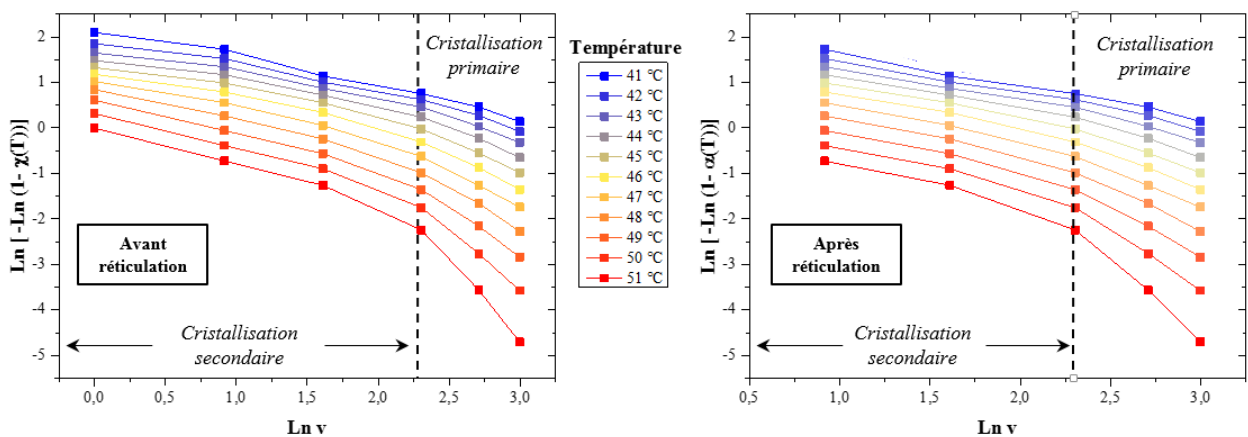 Ln [ -Ln (1- χ(T))]
2
1
0
-1
-2
-3
-4
-5
0,0
0,5
1,0
1,5
2,0
2,5
3,0
Ln v
Cristallisation
primaire
Avant
réticulation
Cristallisation
secondaire
Température
41 °C
42 °C
43 °C
44 °C
45 °C
46 °C
47 °C
48 °C
49 °C
50 °C
51 °C
Ln [ -Ln (1- α(T))]
2
1
0
-1
-2
-3
-4
-5
0,5
1,0
1,5
2,0
2,5
3,0
Ln v
Cristallisation
primaire
Après
réticulation
Cristallisation
secondaire